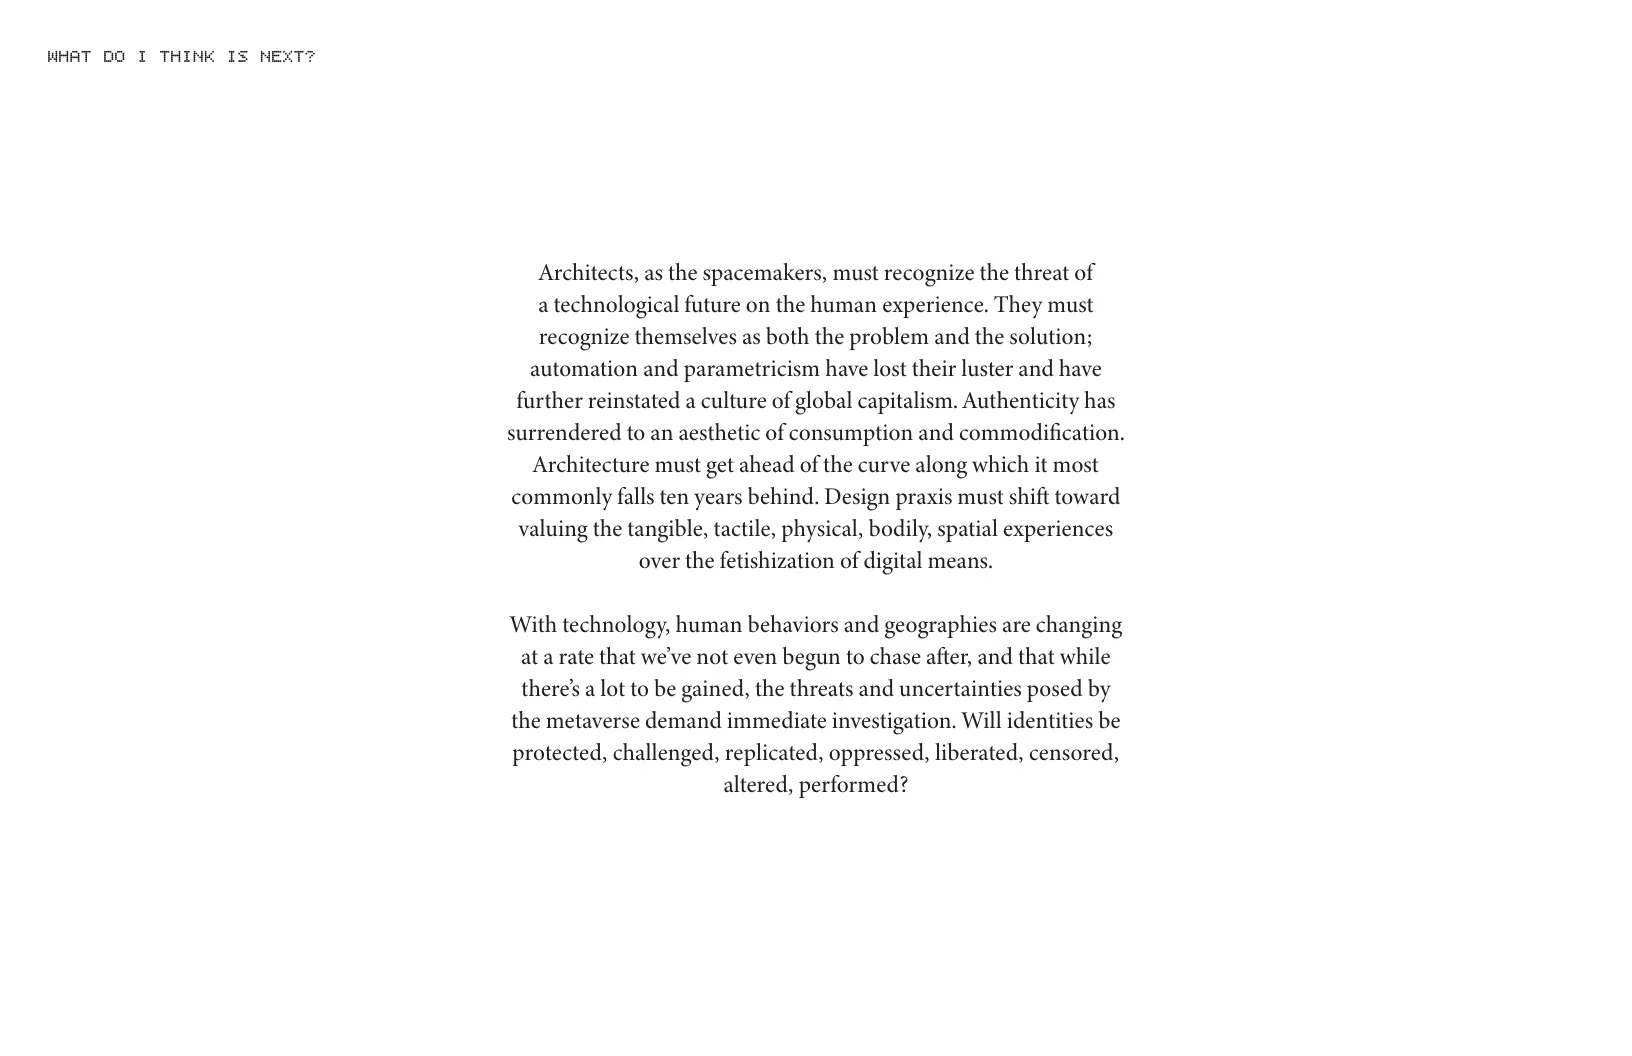 WHAT DO I THINK IS NEXT?
Architects, as the spacemakers, must recognize the threat of
a technological future on the human experience. They must
recognize themselves as both the problem and the solution;
automation and parametricism have lost their luster and have
further reinstated a culture of global capitalism. Authenticity has
surrendered to an aesthetic of consumption and commodification.
Architecture must get ahead of the curve along which it most
commonly falls ten years behind. Design praxis must shift toward
valuing the tangible, tactile, physical, bodily, spatial experiences
over the fetishization of digital means.
With technology, human behaviors and geographies are changing
at a rate that we’ve not even begun to chase after, and that while
there’s a lot to be gained, the threats and uncertainties posed by
the metaverse demand immediate investigation. Will identities be
protected, challenged, replicated, oppressed, liberated, censored,
altered, performed?